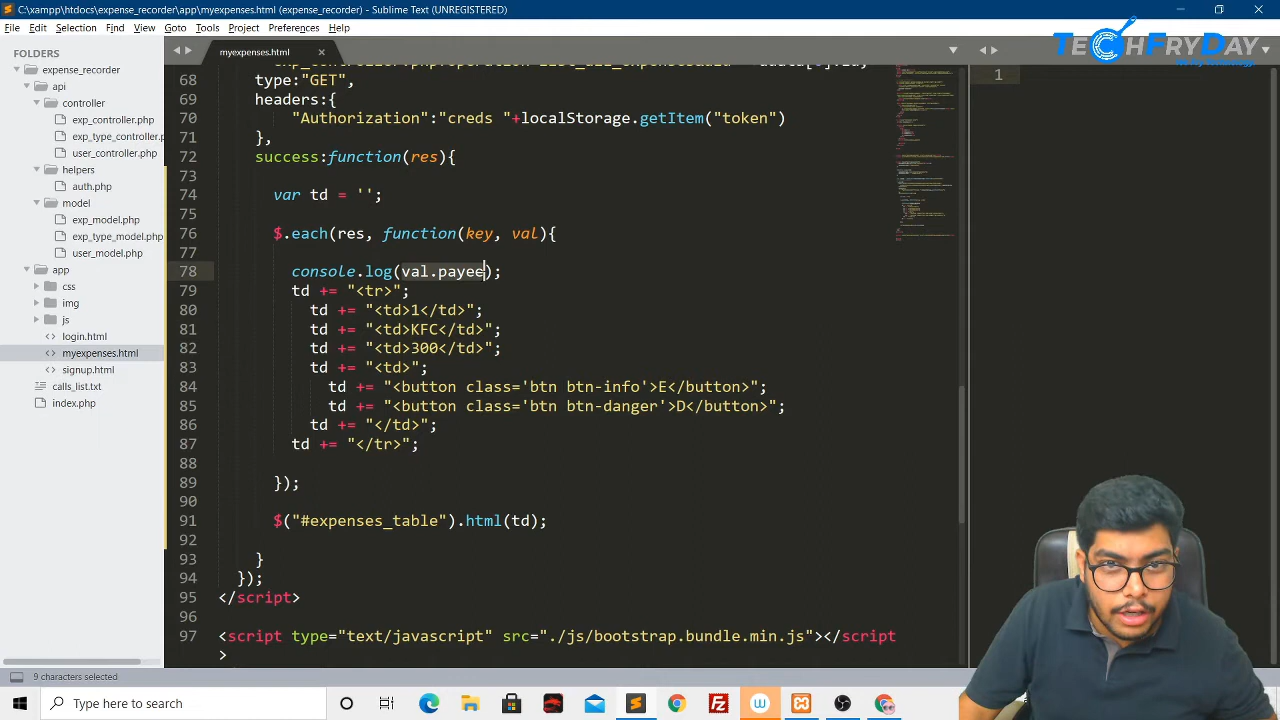 C:\xampp\htdocs\expense_recorder\app\myexpenses.html (expense_recorder) - Sublime Text (UNREGISTERED)
File Edit Selection Find View Goto Tools Project Preferences Help
TECHFRYDAY
FOLDERS
expense_recorder
api
controller
exp_controller.php
exp_type_controller.
user_controller.php
helpers
auth.php
model
exp_model.php
exp_type_model.php
user_model.php
app
css
img
js
login.html
myexpenses.html
signup.html
calls_list.txt
index.php
myexpenses.html
68 type:"GET",
69 headers:{
70 "Authorization":"creds "+localStorage.getItem("token")
71 },
72 success:function(res){
73
74 var td = '';
75
76 $.each(res, function(key, val){
77
78 console.log(val.payee);
79 td += "<tr>";
80 td += "<td>1</td>";
81 td += "<td>KFC</td>";
82 td += "<td>300</td>";
83 td += "<td>";
84 td += "<button class='btn btn-info'>E</button>";
85 td += "<button class='btn btn-danger'>D</button>";
86 td += "</td>";
87 td += "</tr>";
88
89 });
90
91 $("#expenses_table").html(td);
92
93 }
94 });
95 </script>
96
97 <script type="text/javascript" src="./js/bootstrap.bundle.min.js"></script
>
1
9 characters selected
Type here to search